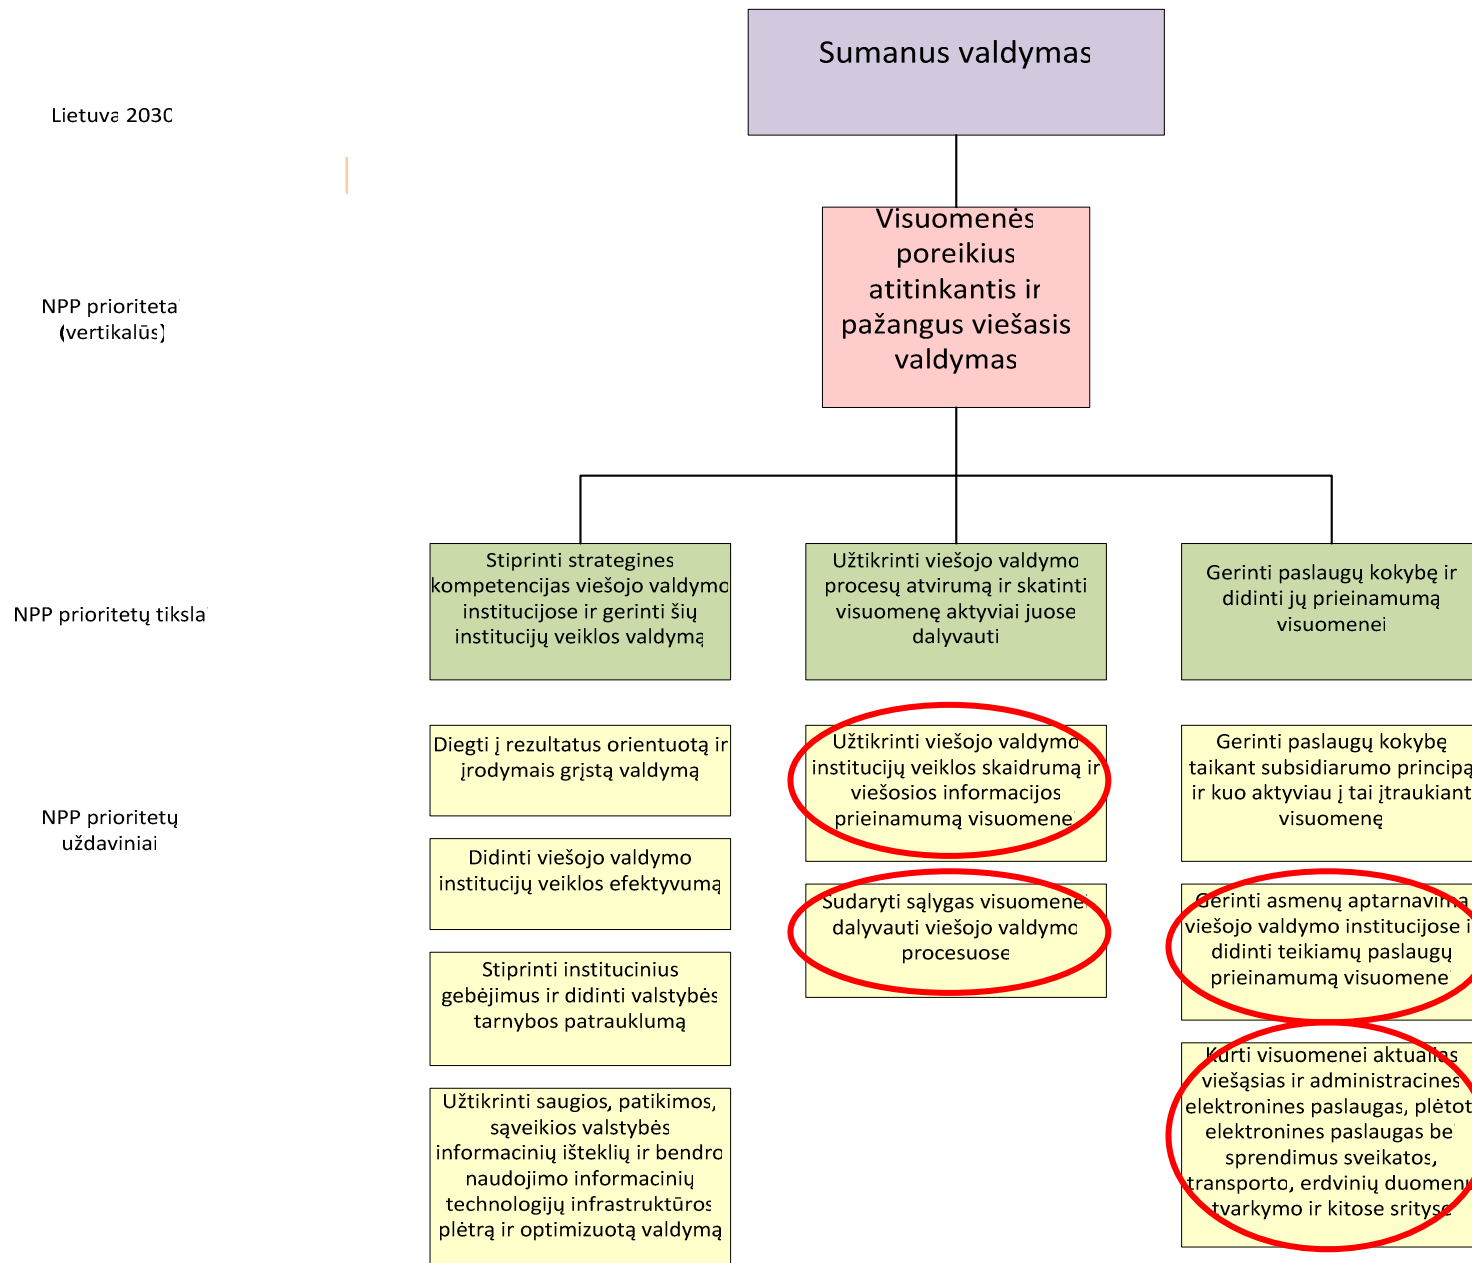 Sumanus valdymas
Lietuva 2030
Visuomenės
poreikius
atitinkantis ir
pažangus viešasis
valdymas
NPP prioritetai
(vertikalūs)
NPP prioritetų tikslai
Stiprinti strategines
kompetencijas viešojo valdymo
institucijose ir gerinti šių
institucijų veiklos valdymą
Užtikrinti viešojo valdymo
procesų atvirumą ir skatinti
visuomenę aktyviai juose
dalyvauti
Gerinti paslaugų kokybę ir
didinti jų prieinamumą
visuomenei
NPP prioritetų
uždaviniai
Diegti į rezultatus orientuotą ir
įrodymais grįstą valdymą
Didinti viešojo valdymo
institucijų veiklos efektyvumą
Stiprinti institucinius
gebėjimus ir didinti valstybės
tarnybos patrauklumą
Užtikrinti saugios, patikimos,
sąveikios valstybės
informacinių išteklių ir bendro
naudojimo informacinių
technologijų infrastruktūros
plėtrą ir optimizuotą valdymą
Užtikrinti viešojo valdymo
institucijų veiklos skaidrumą ir
viešosios informacijos
prieinamumą visuomenei
Sudaryti sąlygas visuomenei
dalyvauti viešojo valdymo
procesuose
Gerinti paslaugų kokybę
taikant subsidiarumo principą
ir kuo aktyviau į tai įtraukiant
visuomenę
Gerinti asmenų aptarnavimą
viešojo valdymo institucijose ir
didinti teikiamų paslaugų
prieinamumą visuomenei
Kurti visuomenei aktualias
viešąsias ir administracines
elektronines paslaugas, plėtoti
elektronines paslaugas bei
sprendimus sveikatos,
transporto, erdvinių duomenų
tvarkymo ir kitose srityse